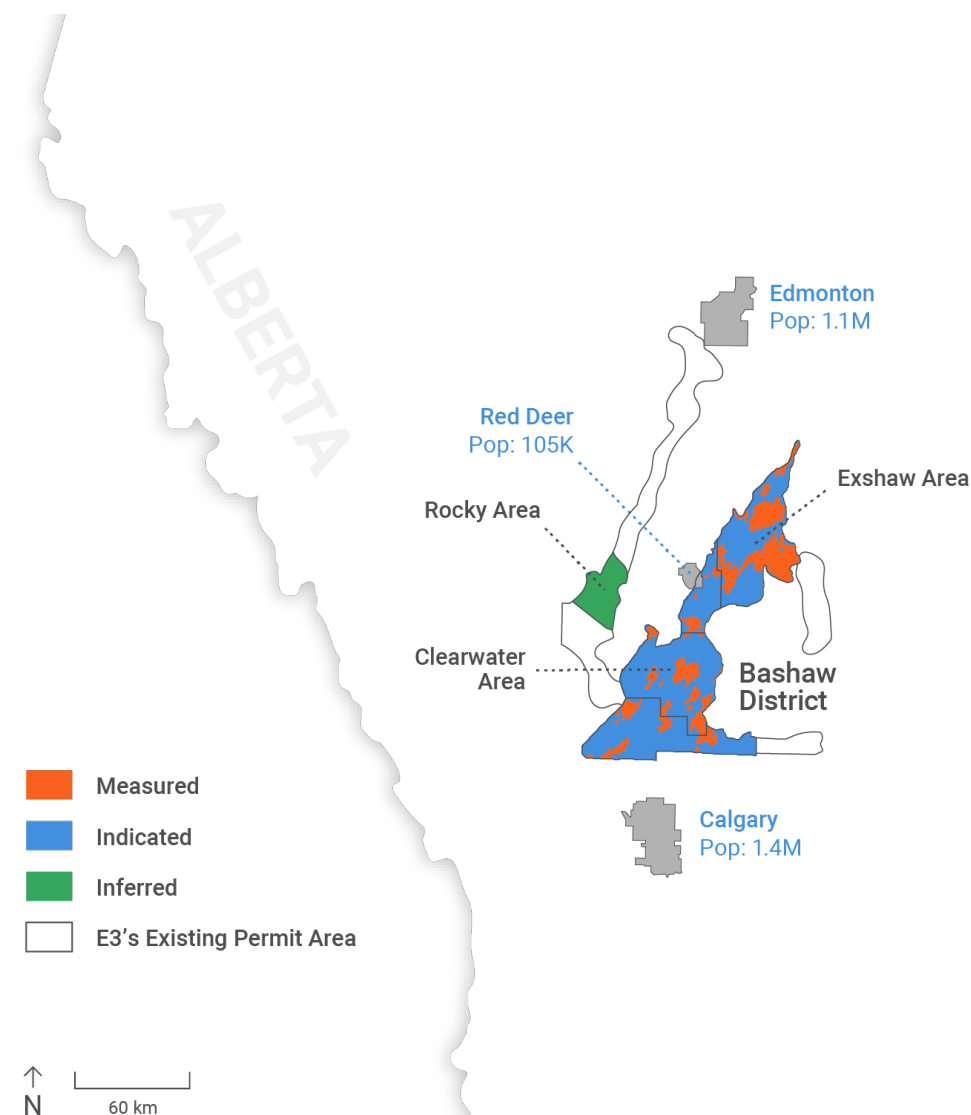 ALBERTA
Edmonton
Pop: 1.1M
Red Deer
Pop: 105K
Exshaw Area
Rocky Area
Clearwater
Area
Bashaw
District
Measured
Indicated
Inferred
E3’s Existing Permit Area
Calgary
Pop: 1.4M
N
60 km